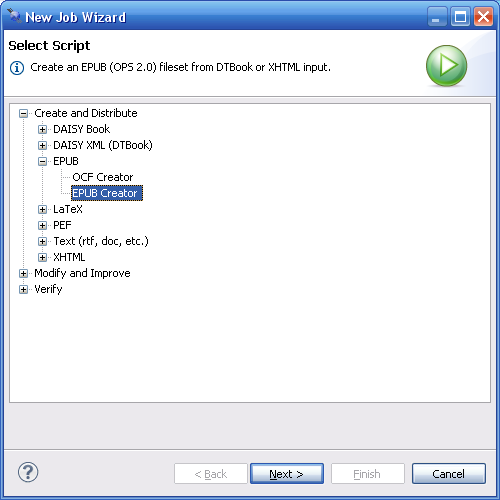 New Job Wizard
Select Script
Create an EPUB (OPS 2.0) fileset from DTBook or XHTML input.
Create and Distribute
DAISY Book
DAISY XML (DTBook)
EPUB
OCF Creator
EPUB Creator
LaTeX
PEF
Text (rtf, doc, etc.)
XHTML
Modify and Improve
Verify
< Back Next > Finish Cancel